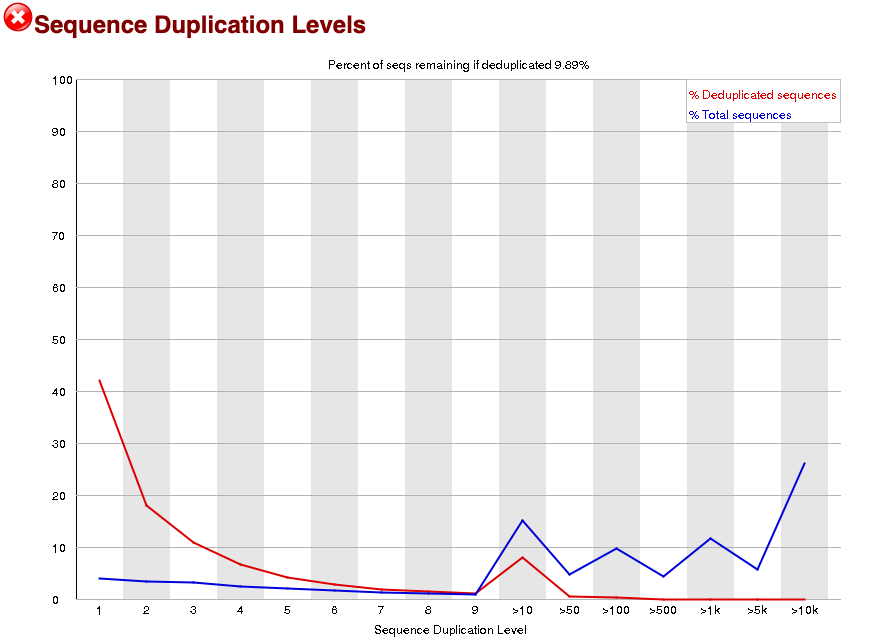 Sequence Duplication Levels
Percent of seqs remaining if deduplicated 9.89%
% Deduplicated sequences
% Total sequences
100
90
80
70
60
50
40
30
20
10
0
1 2 3 4 5 6 7 8 9 >10 >50 >100 >500 >1k >5k >10k
Sequence Duplication Level